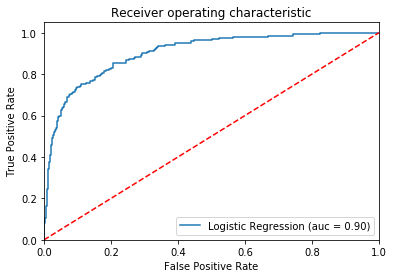 Receiver operating characteristic
1.0
0.8
0.6
0.4
0.2
0.0
True Positive Rate
Logistic Regression (auc = 0.90)
0.0 0.2 0.4 0.6 0.8 1.0
False Positive Rate